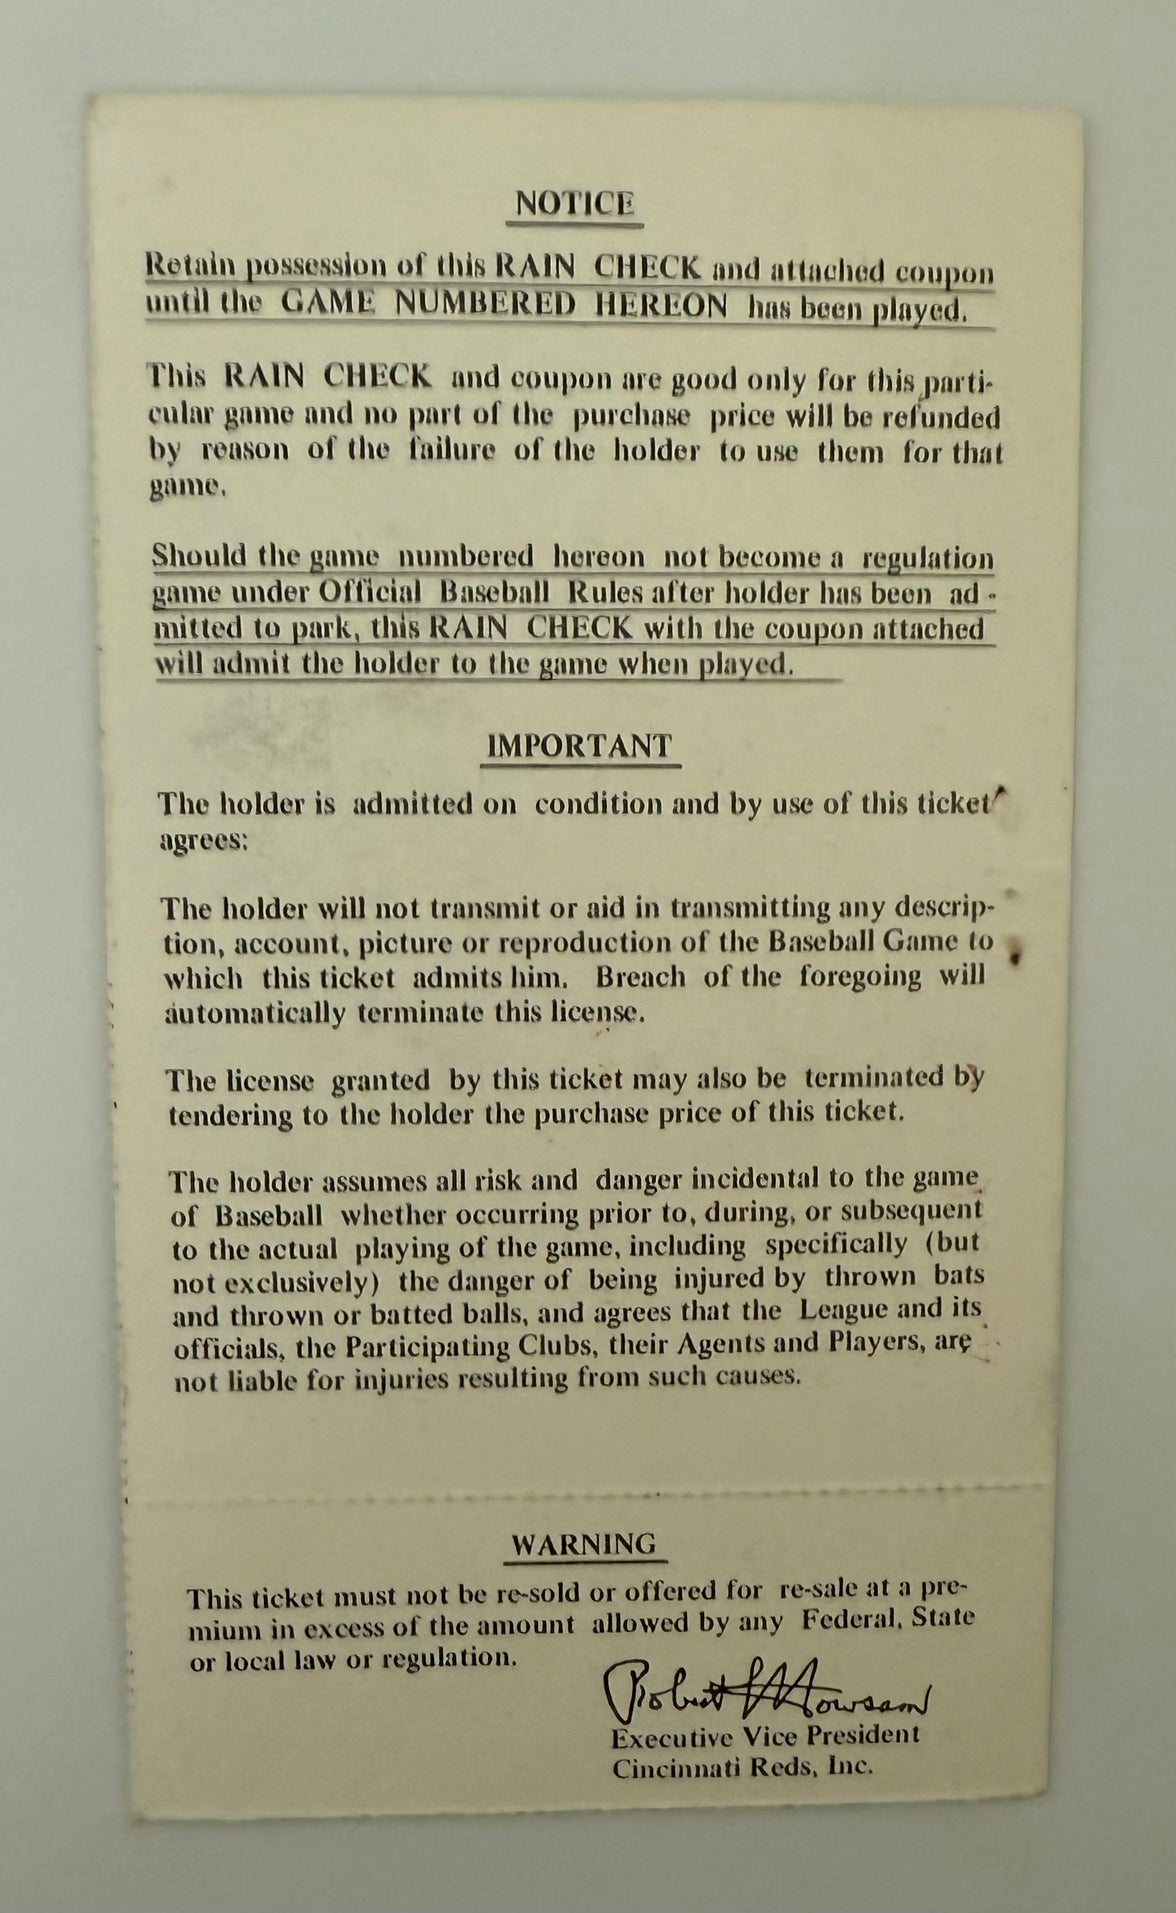 NOTICE
Retain possession of this RAIN CHECK and attached coupon
until the GAME NUMBERED HEREON has been played.
This RAIN CHECK and coupon are good only for this parti-
cular game and no part of the purchase price will be refunded
by reason of the failure of the holder to use them for that
game.
Should the game numbered hereon not become a regulation
game under Official Baseball Rules after holder has been ad -
mitted to park, this RAIN CHECK with the coupon attached
will admit the holder to the game when played.
IMPORTANT
The holder is admitted on condition and by use of this ticket
agrees:
The holder will not transmit or aid in transmitting any descrip-
tion, account, picture or reproduction of the Baseball Game to
which this ticket admits him. Breach of the foregoing will
automatically terminate this license.
The license granted by this ticket may also be terminated by
tendering to the holder the purchase price of this ticket.
The holder assumes all risk and danger incidental to the game
of Baseball whether occurring prior to, during, or subsequent
to the actual playing of the game, including specifically (but
not exclusively) the danger of being injured by thrown bats
and thrown or batted balls, and agrees that the League and its
officials, the Participating Clubs, their Agents and Players, are
not liable for injuries resulting from such causes.
WARNING
This ticket must not be re-sold or offered for re-sale at a pre-
mium in excess of the amount allowed by any Federal, State
or local law or regulation.
Robert L Howsam
Executive Vice President
Cincinnati Reds, Inc.